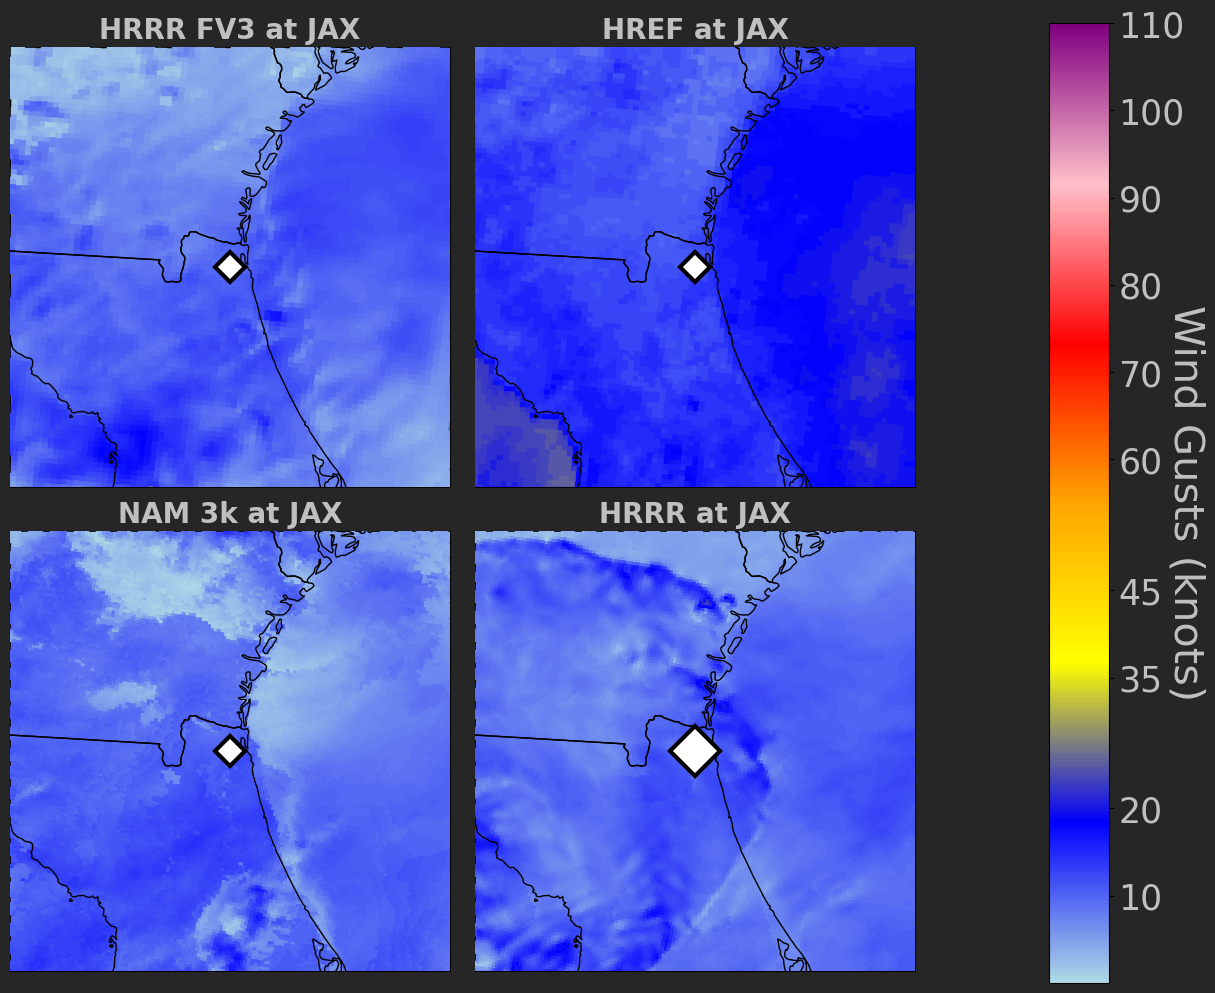 HRRR FV3 at JAX
HREF at JAX
NAM 3k at JAX
HRRR at JAX
110
100
90
80
70
60
45
35
20
10
Wind Gusts (knots)